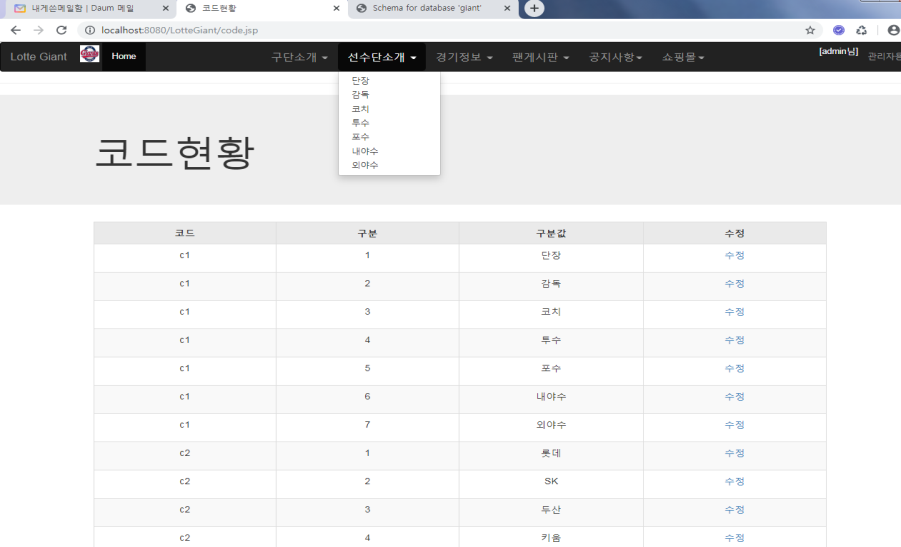 내게쓴메일함 | Daum 메일 코드현황 Schema for database 'giant'
localhost:8080/LotteGiant/code.jsp
Lotte Giant Home 구단소개 선수단소개 경기정보 팬게시판 공지사항 쇼핑몰 [admin님] 관리자용
단장
감독
코치
투수
포수
내야수
외야수
코드현황
코드 구분 구분값 수정
c1 1 단장 수정
c1 2 감독 수정
c1 3 코치 수정
c1 4 투수 수정
c1 5 포수 수정
c1 6 내야수 수정
c1 7 외야수 수정
c2 1 롯데 수정
c2 2 SK 수정
c2 3 두산 수정
c2 4 키움 수정